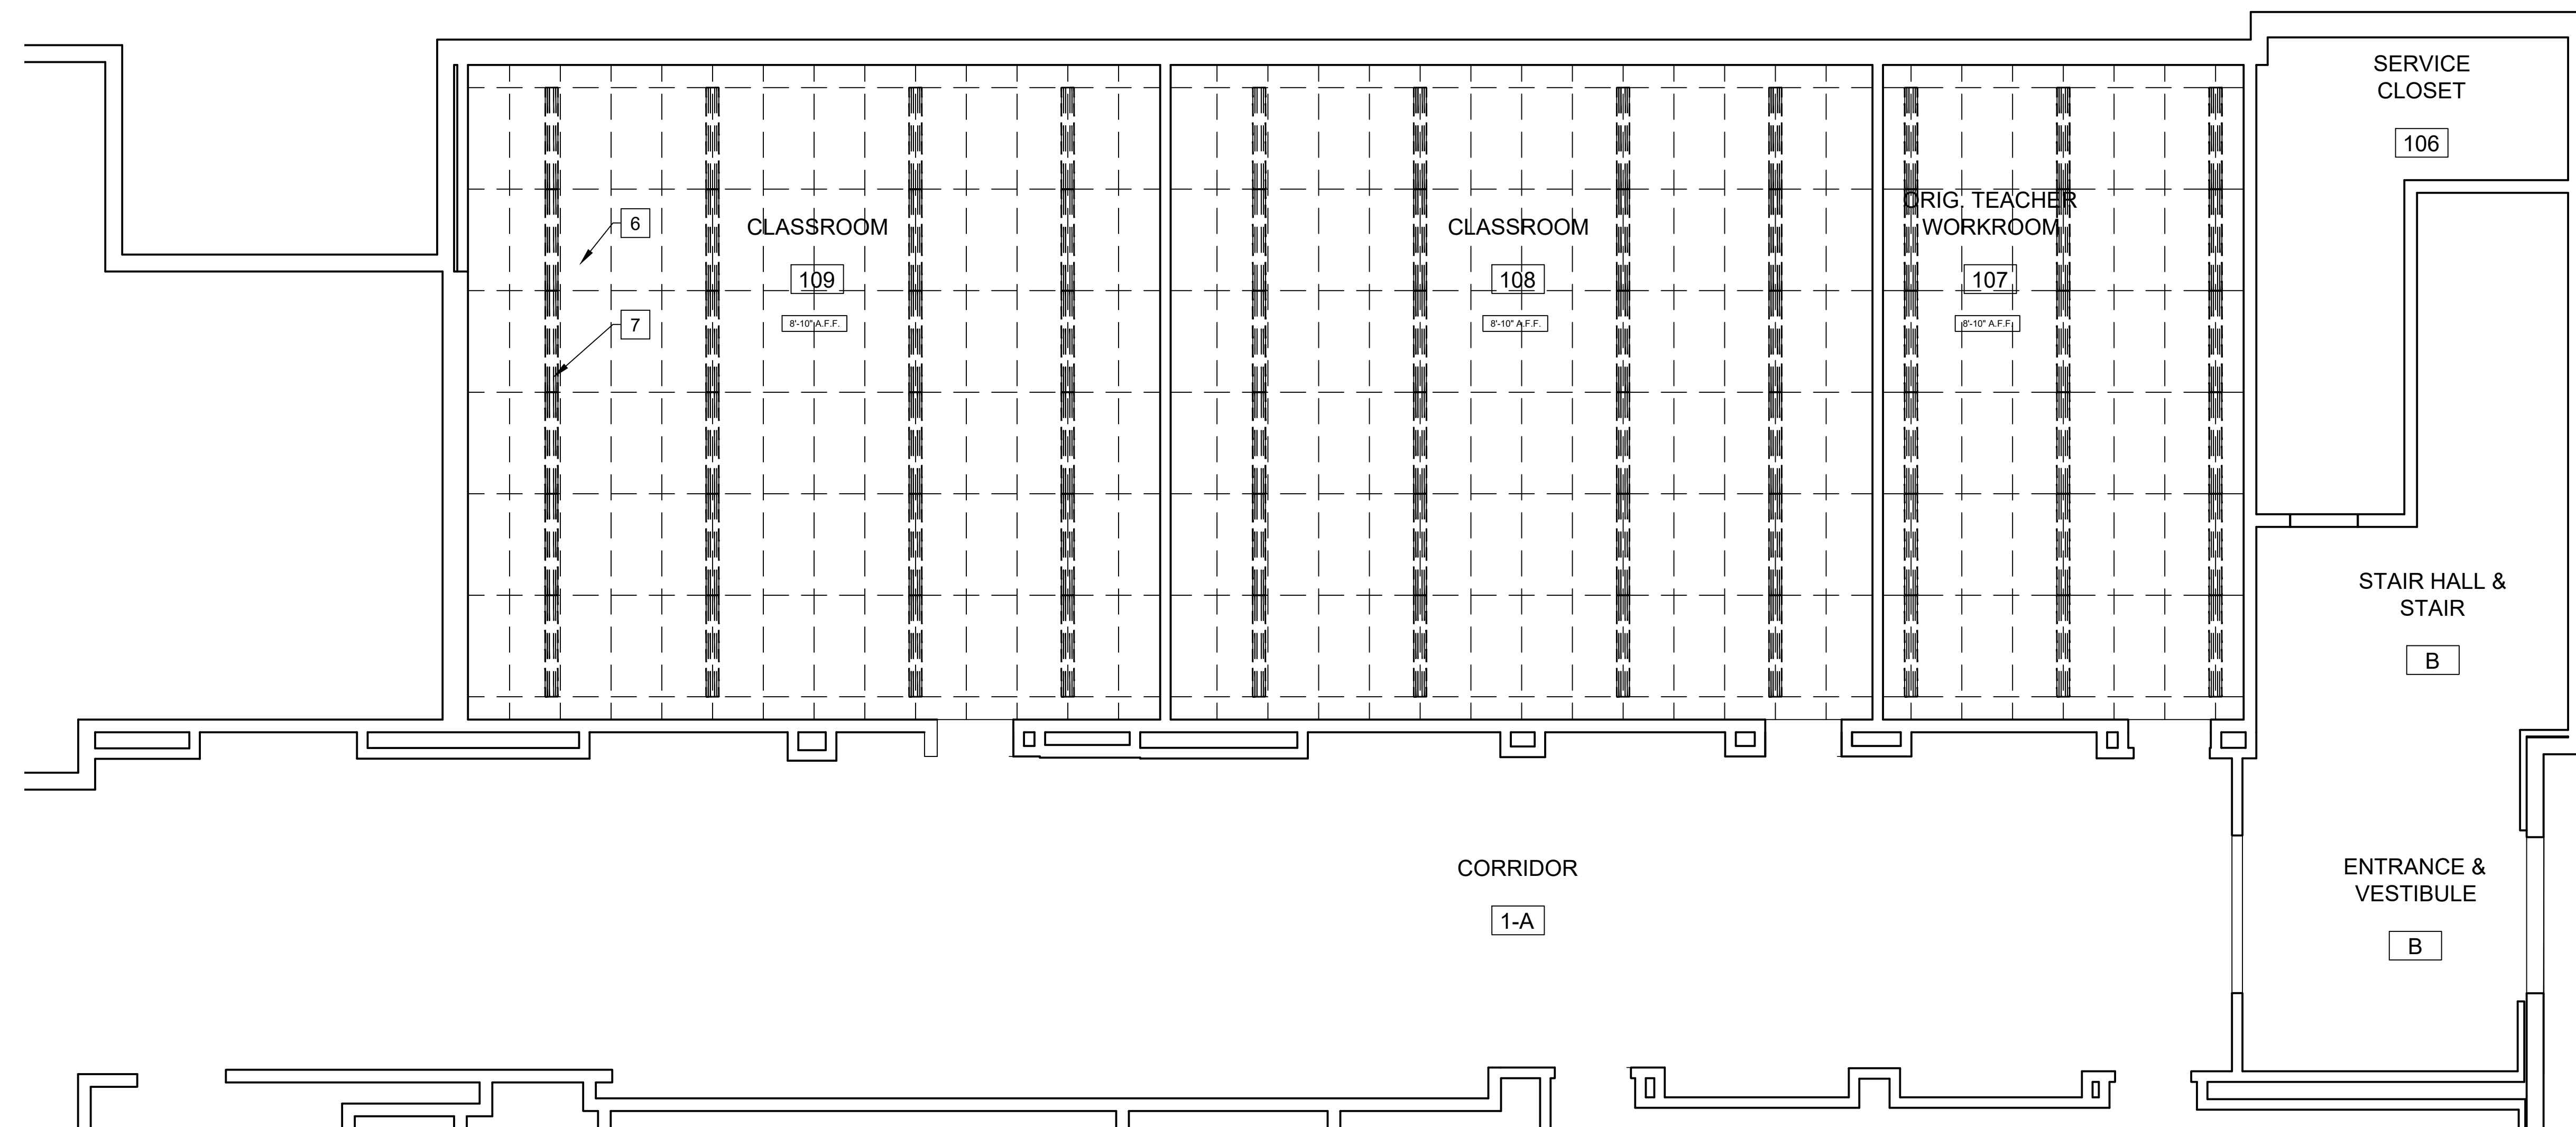 SERVICE
CLOSET
106
6
CLASSROOM
109
8'-10" A.F.F.
7
CLASSROOM
108
8'-10" A.F.F.
ORIG. TEACHER
WORKROOM
107
8'-10" A.F.F.
STAIR HALL &
STAIR
B
CORRIDOR
1-A
ENTRANCE &
VESTIBULE
B